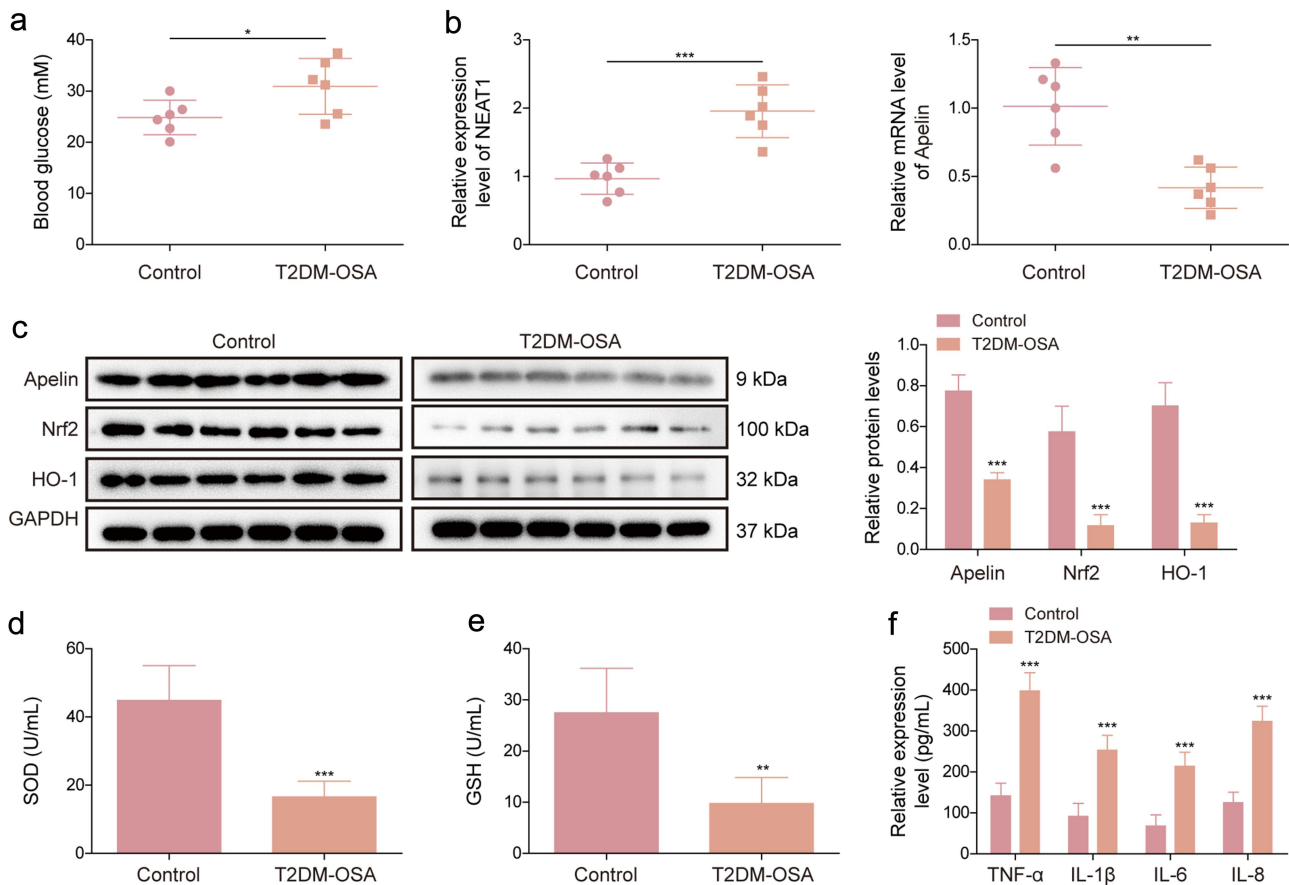 a
Blood glucose (mM)
40
30
20
10
0
*
Control
T2DM-OSA
b
Relative expression
level of NEAT1
3
2
1
0
***
Control
T2DM-OSA
Relative mRNA level
of Apelin
1.5
1.0
0.5
0.0
**
Control
T2DM-OSA
c
Control
T2DM-OSA
Apelin
9 kDa
Nrf2
100 kDa
HO-1
32 kDa
GAPDH
37 kDa
Control
T2DM-OSA
Relative protein levels
1.0
0.8
0.6
0.4
0.2
0.0
***
***
***
Apelin
Nrf2
HO-1
d
SOD (U/mL)
60
40
20
0
***
Control
T2DM-OSA
e
GSH (U/mL)
40
30
20
10
0
**
Control
T2DM-OSA
f
Control
T2DM-OSA
Relative expression
level (pg/mL)
500
400
300
200
100
0
***
***
***
***
TNF-α
IL-1β
IL-6
IL-8